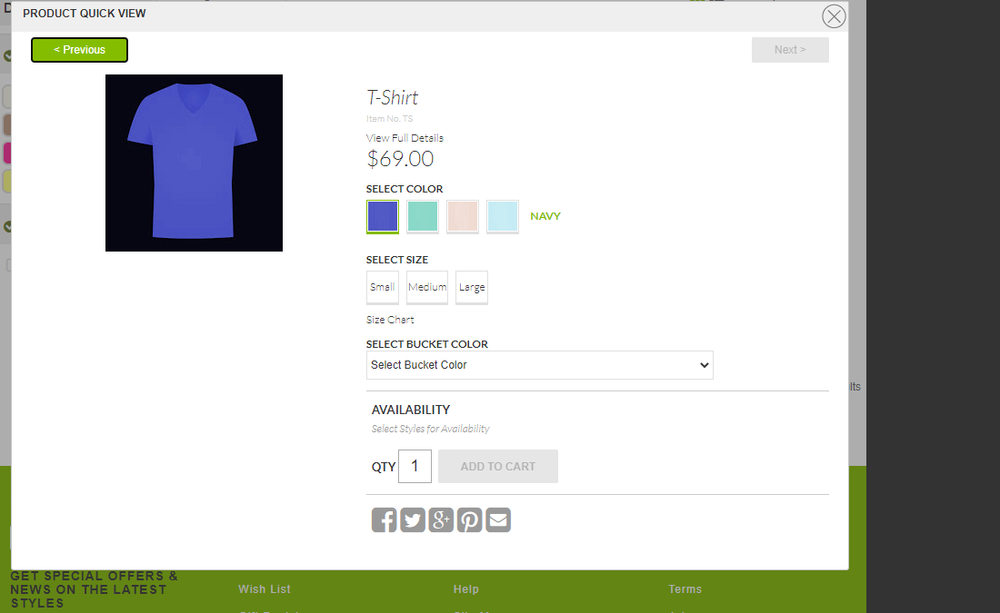 PRODUCT QUICK VIEW
< Previous
Next >
T-Shirt
Item No. TS
View Full Details
$69.00
SELECT COLOR
NAVY
SELECT SIZE
Small Medium Large
Size Chart
SELECT BUCKET COLOR
Select Bucket Color
lts
AVAILABILITY
Select Styles for Availability
QTY 1 ADD TO CART
GET SPECIAL OFFERS &
NEWS ON THE LATEST
STYLES
Wish List
Help
Terms